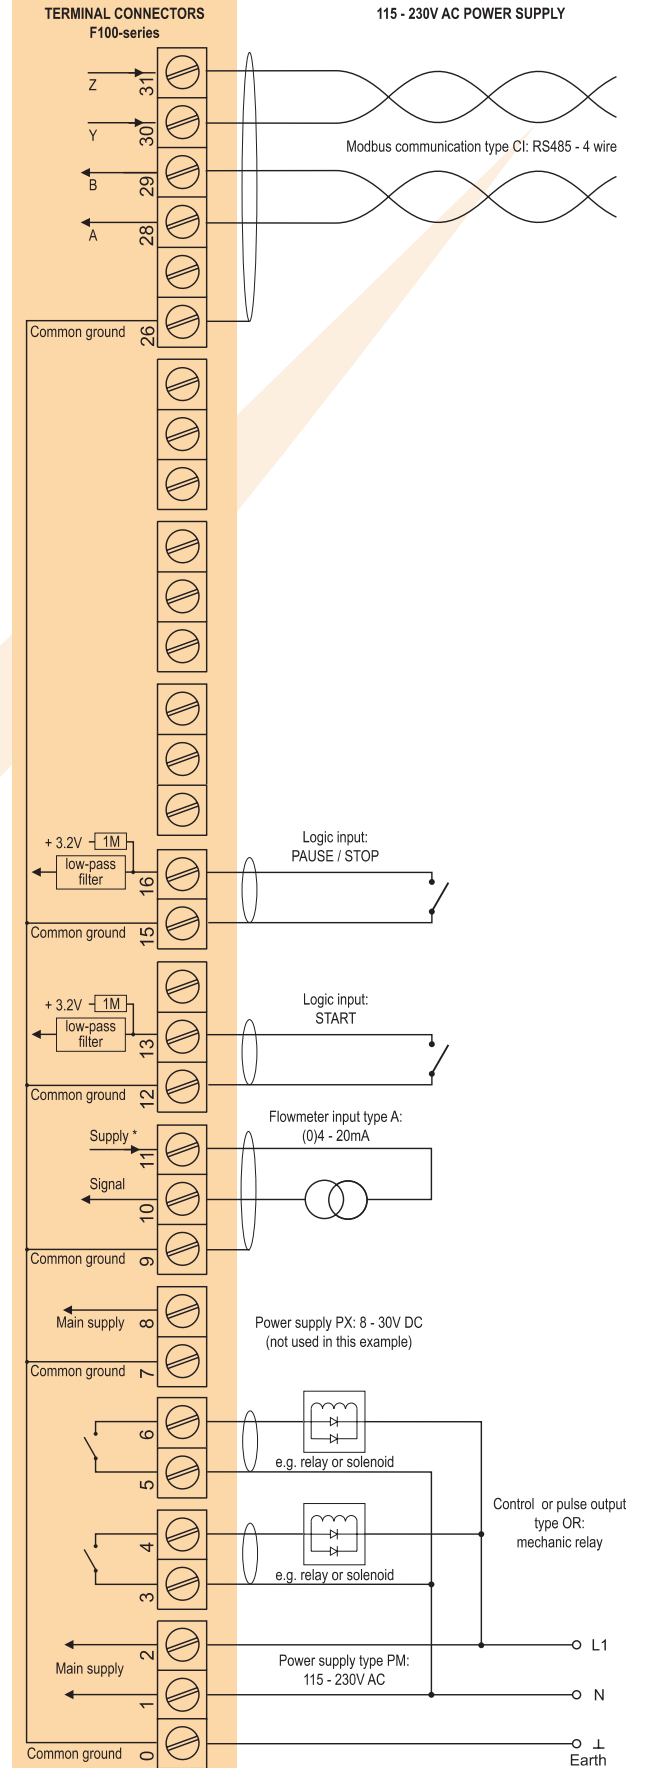 TERMINAL CONNECTORS
F100-series
115 - 230V AC POWER SUPPLY
Z
31
Y
30
Modbus communication type CI: RS485 - 4 wire
B
29
A
28
Common ground
26
+ 3.2V
1M
low-pass
filter
16
Logic input:
PAUSE / STOP
Common ground
15
+ 3.2V
1M
low-pass
filter
13
Logic input:
START
Common ground
12
Flowmeter input type A:
(0)4 - 20mA
Supply *
11
Signal
10
Common ground
9
Main supply
8
Power supply PX: 8 - 30V DC
(not used in this example)
Common ground
7
6
e.g. relay or solenoid
5
Control or pulse output
type OR:
mechanic relay
4
e.g. relay or solenoid
3
2
L1
Main supply
Power supply type PM:
115 - 230V AC
1
N
Common ground
0
⊥
Earth